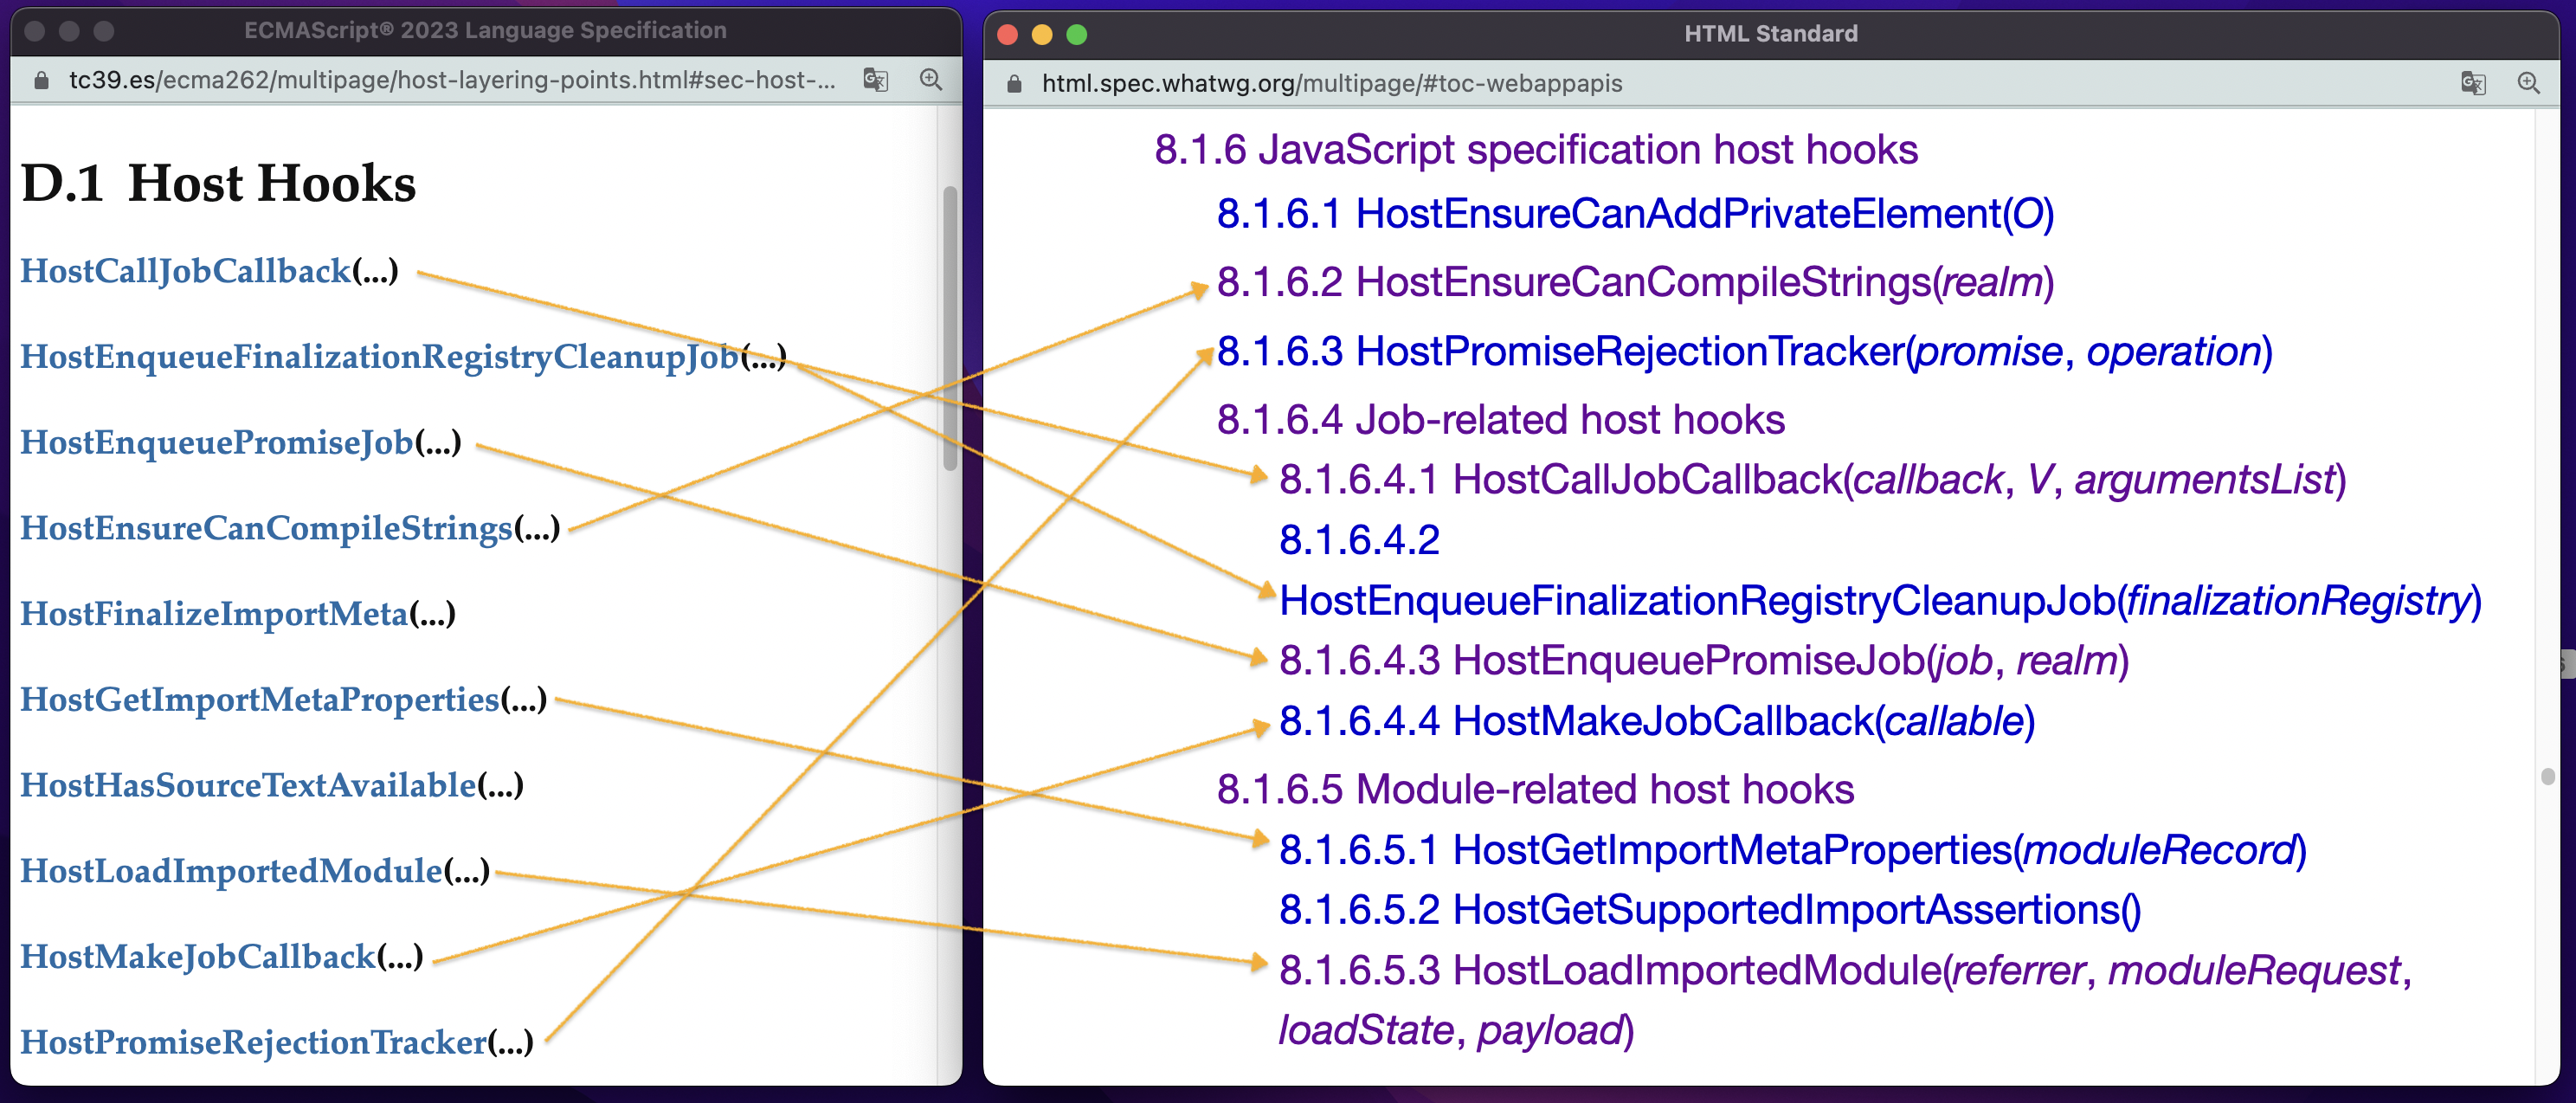 ECMAScript® 2023 Language Specification
tc39.es/ecma262/multipage/host-layering-points.html#sec-host-...
D.1 Host Hooks
HostCallJobCallback(...)
HostEnqueueFinalizationRegistryCleanupJob(...)
HostEnqueuePromiseJob(...)
HostEnsureCanCompileStrings(...)
HostFinalizeImportMeta(...)
HostGetImportMetaProperties(...)
HostHasSourceTextAvailable(...)
HostLoadImportedModule(...)
HostMakeJobCallback(...)
HostPromiseRejectionTracker(...)
HTML Standard
html.spec.whatwg.org/multipage/#toc-webappapis
8.1.6 JavaScript specification host hooks
8.1.6.1 HostEnsureCanAddPrivateElement(O)
8.1.6.2 HostEnsureCanCompileStrings(realm)
8.1.6.3 HostPromiseRejectionTracker(promise, operation)
8.1.6.4 Job-related host hooks
8.1.6.4.1 HostCallJobCallback(callback, V, argumentsList)
8.1.6.4.2
HostEnqueueFinalizationRegistryCleanupJob(finalizationRegistry)
8.1.6.4.3 HostEnqueuePromiseJob(job, realm)
8.1.6.4.4 HostMakeJobCallback(callable)
8.1.6.5 Module-related host hooks
8.1.6.5.1 HostGetImportMetaProperties(moduleRecord)
8.1.6.5.2 HostGetSupportedImportAssertions()
8.1.6.5.3 HostLoadImportedModule(referrer, moduleRequest,
loadState, payload)